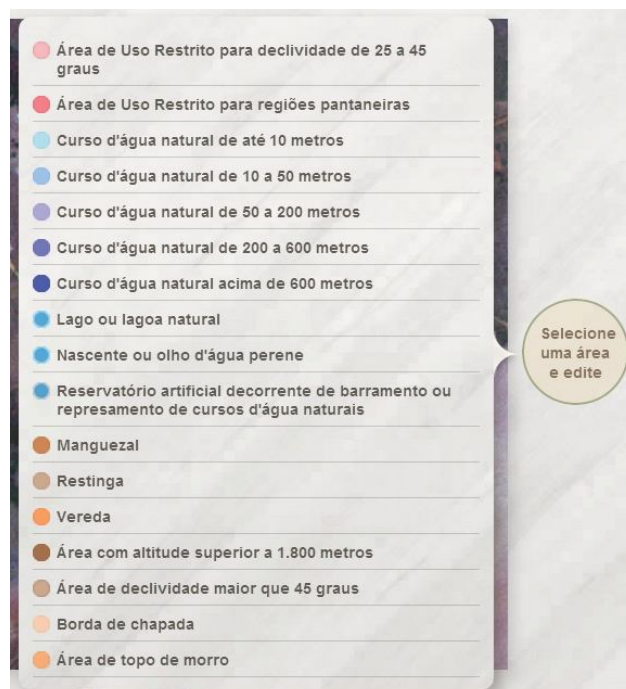 Área de Uso Restrito para declividade de 25 a 45
graus
Área de Uso Restrito para regiões pantaneiras
Curso d'água natural de até 10 metros
Curso d'água natural de 10 a 50 metros
Curso d'água natural de 50 a 200 metros
Curso d'água natural de 200 a 600 metros
Curso d'água natural acima de 600 metros
Lago ou lagoa natural
Nascente ou olho d'água perene
Reservatório artificial decorrente de barramento ou
represamento de cursos d'água naturais
Manguezal
Restinga
Vereda
Área com altitude superior a 1.800 metros
Área de declividade maior que 45 graus
Borda de chapada
Área de topo de morro
Selecione
uma área
e edite